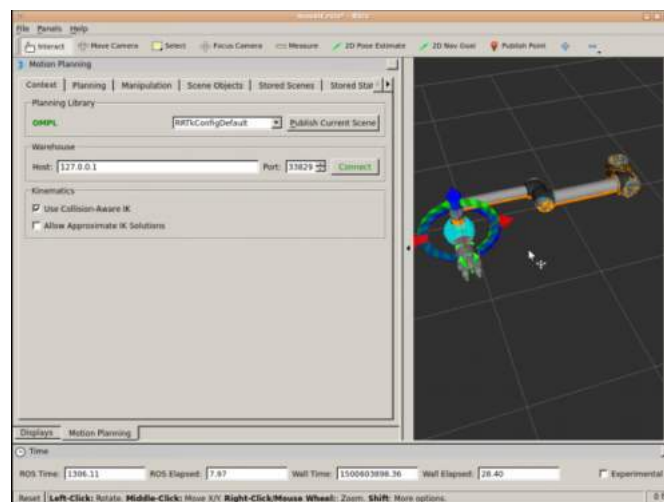 moveit.rviz* - RViz
File Panels Help
Interact Move Camera Select Focus Camera Measure 2D Pose Estimate 2D Nav Goal Publish Point
Motion Planning
Context Planning Manipulation Scene Objects Stored Scenes Stored Stat
Planning Library
OMPL RRTkConfigDefault Publish Current Scene
Warehouse
Host: 127.0.0.1 Port: 33829 Connect
Kinematics
Use Collision-Aware IK
Allow Approximate IK Solutions
Displays Motion Planning
Time
ROS Time: 1306.11 ROS Elapsed: 7.97 Wall Time: 1500603898.36 Wall Elapsed: 28.40 Experimental
Reset Left-Click: Rotate. Middle-Click: Move X/Y. Right-Click/Mouse Wheel: Zoom. Shift: More options.